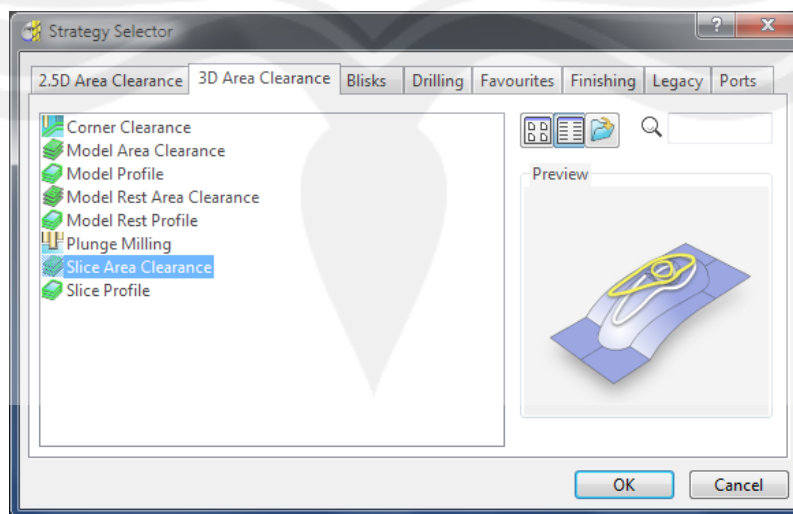 Strategy Selector
2.5D Area Clearance 3D Area Clearance Blisks Drilling Favourites Finishing Legacy Ports
Corner Clearance
Model Area Clearance
Model Profile
Model Rest Area Clearance
Model Rest Profile
Plunge Milling
Slice Area Clearance
Slice Profile
Preview
OK Cancel